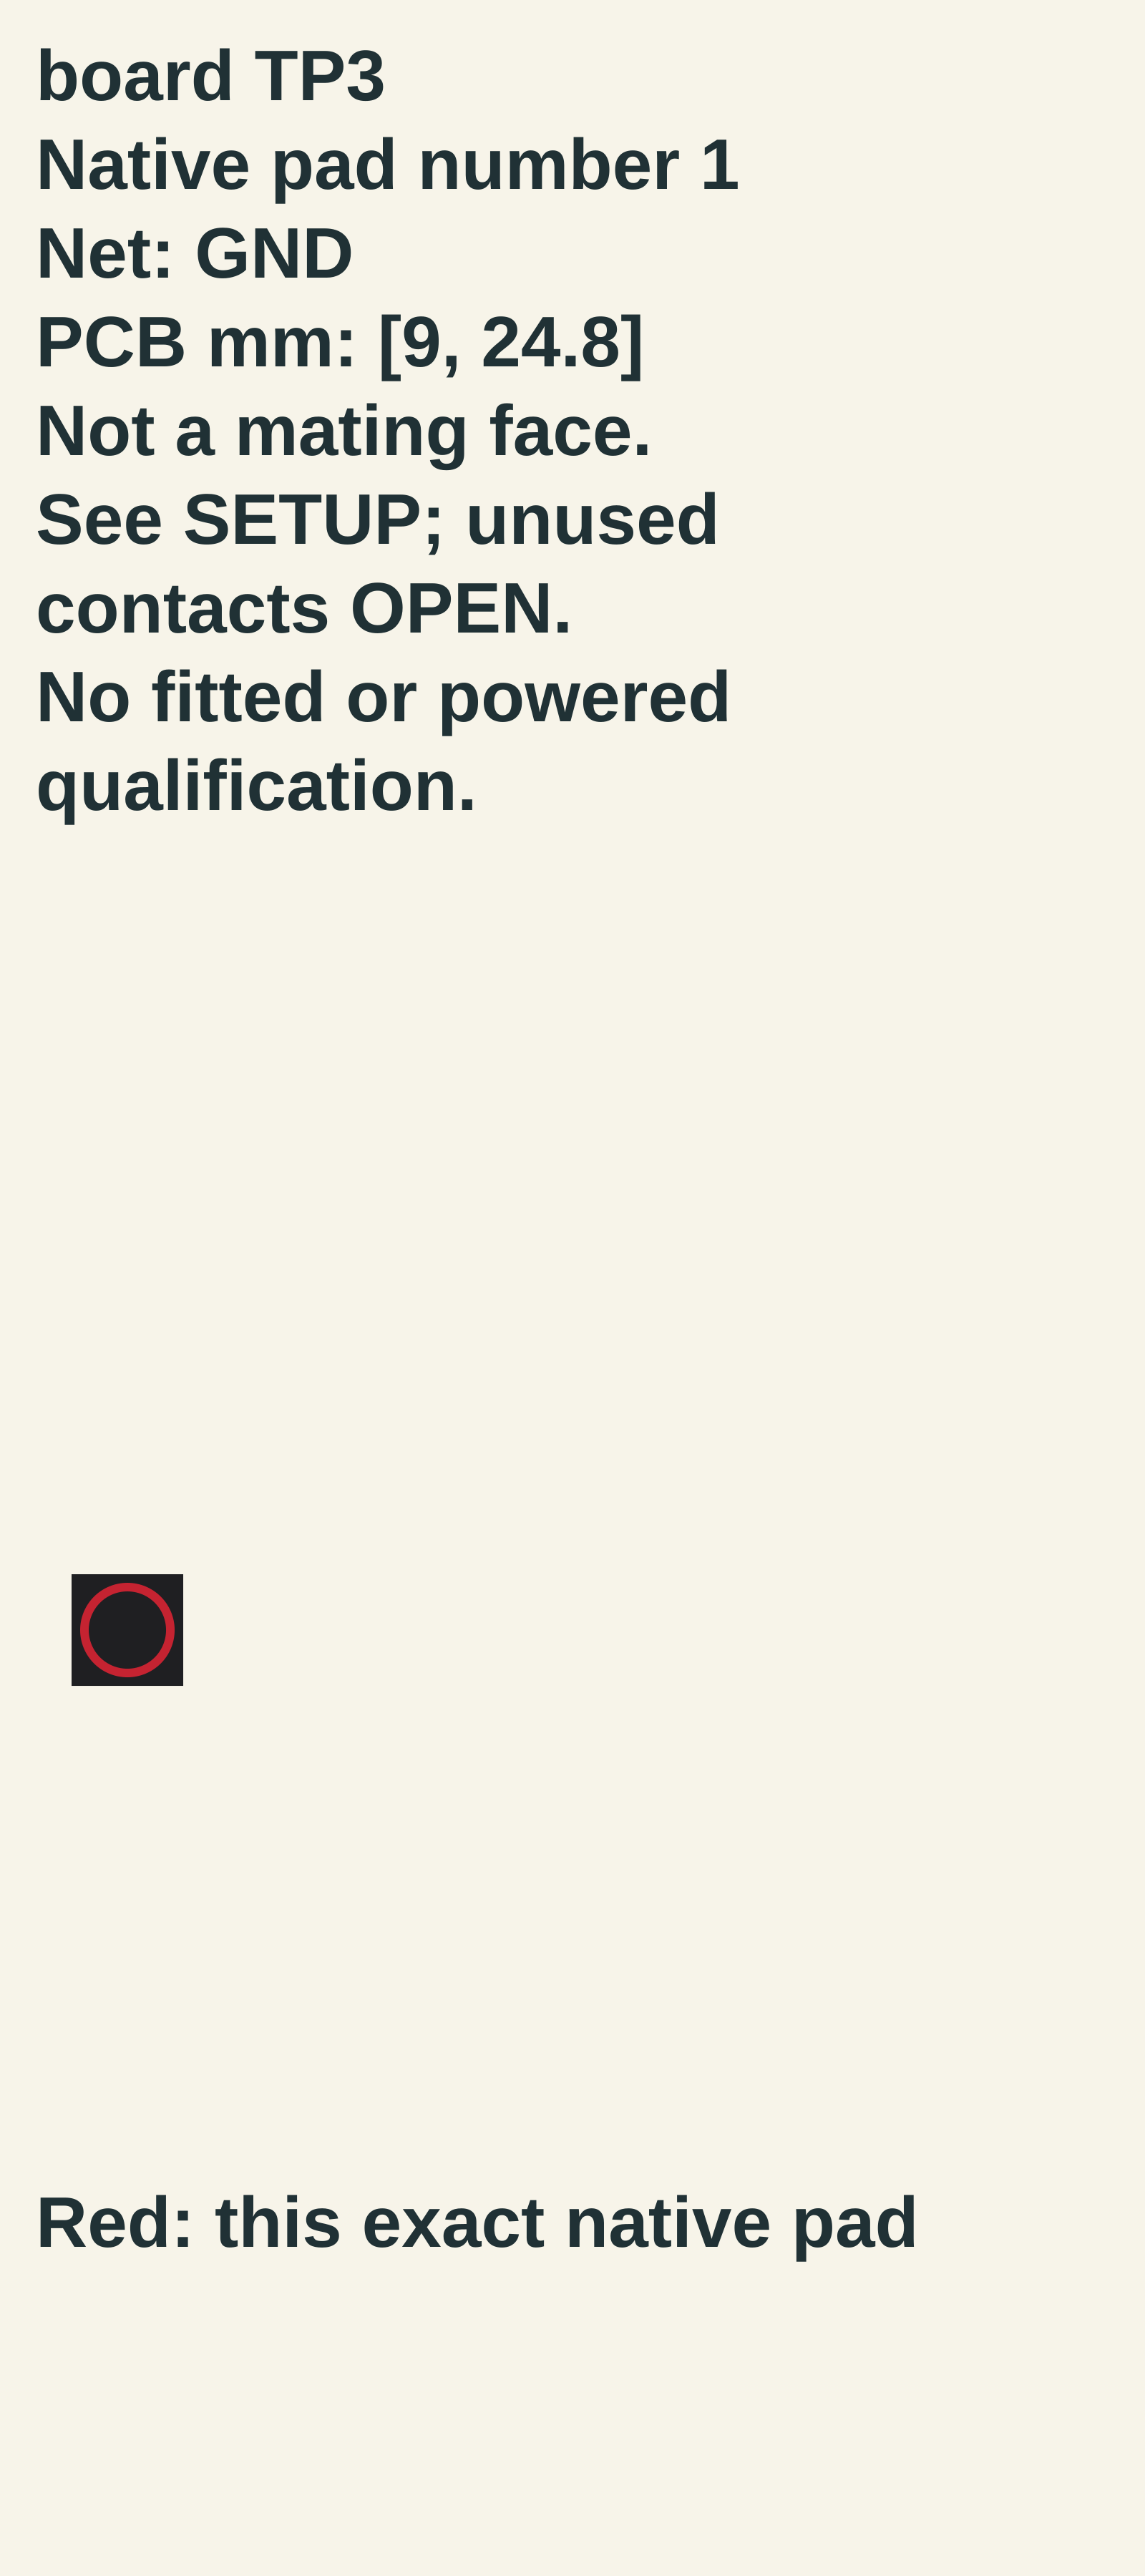 board TP3
Native pad number 1
Net: GND
PCB mm: [9, 24.8]
Not a mating face.
See SETUP; unused
contacts OPEN.
No fitted or powered
qualification.
Red: this exact native pad